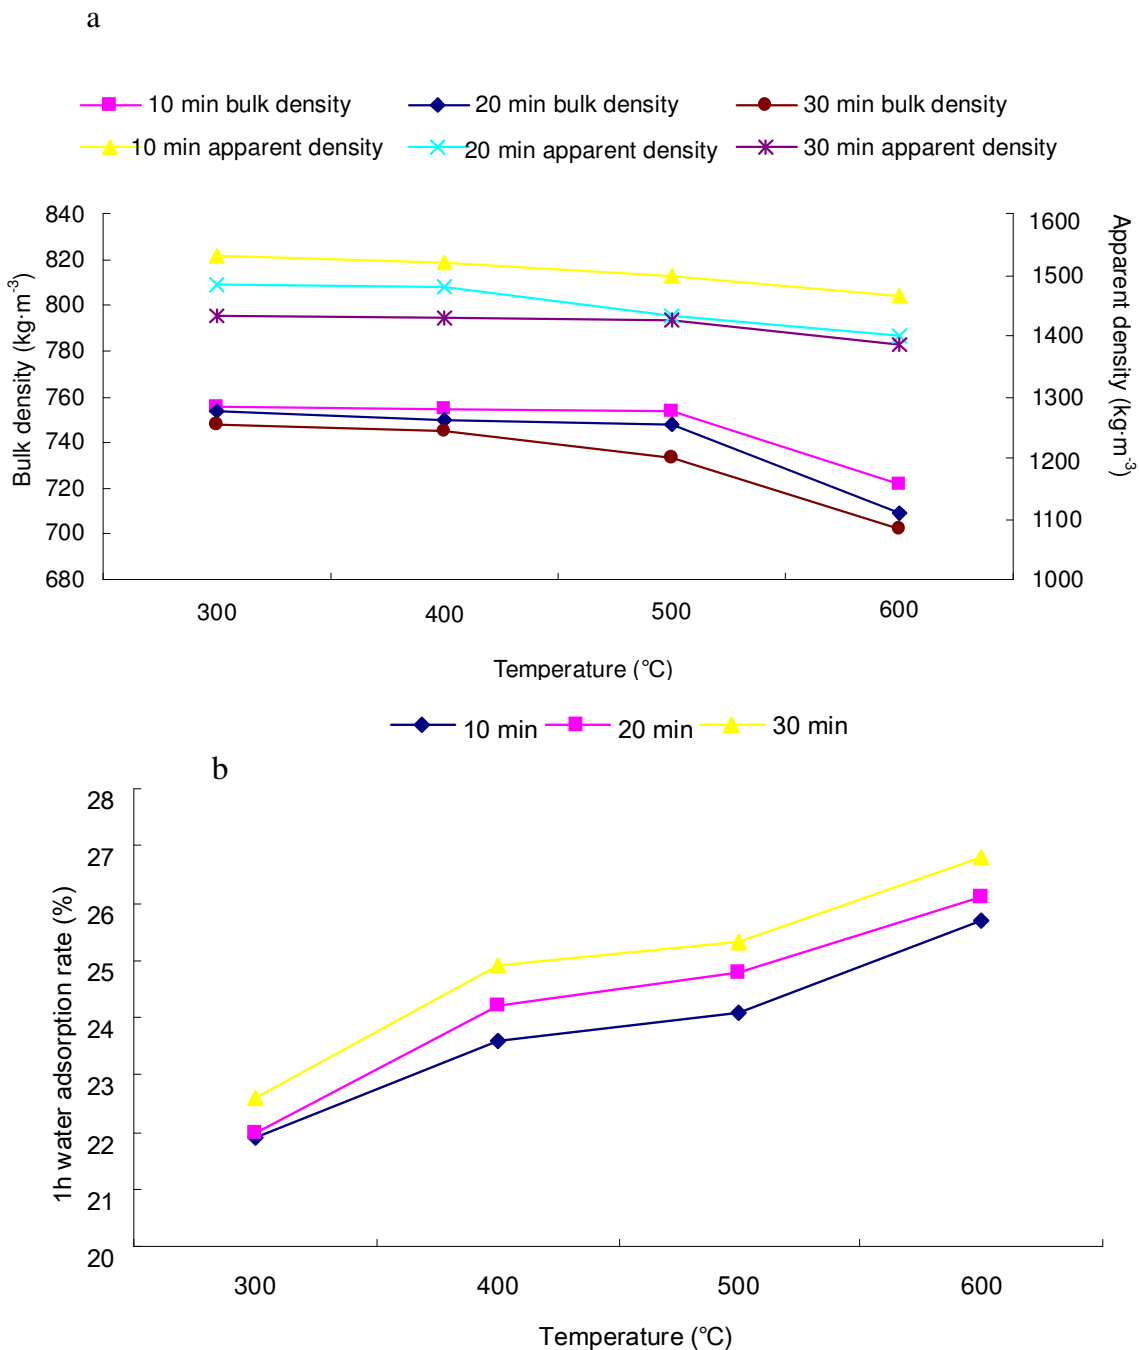 a
10 min bulk density 20 min bulk density 30 min bulk density
10 min apparent density 20 min apparent density 30 min apparent density
840
820
800
780
760
740
720
700
680
Bulk density (kg·m⁻³)
1600
1500
1400
1300
1200
1100
1000
Apparent density (kg·m⁻³)
300 400 500 600
Temperature (°C)
10 min 20 min 30 min
b
28
27
26
25
24
23
22
21
20
1h water adsorption rate (%)
300 400 500 600
Temperature (°C)